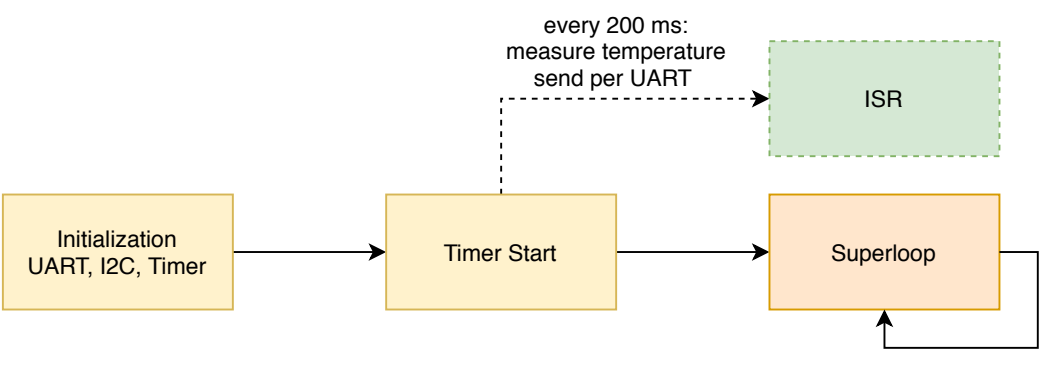 every 200 ms:
measure temperature
send per UART
ISR
Initialization
UART, I2C, Timer
Timer Start
Superloop